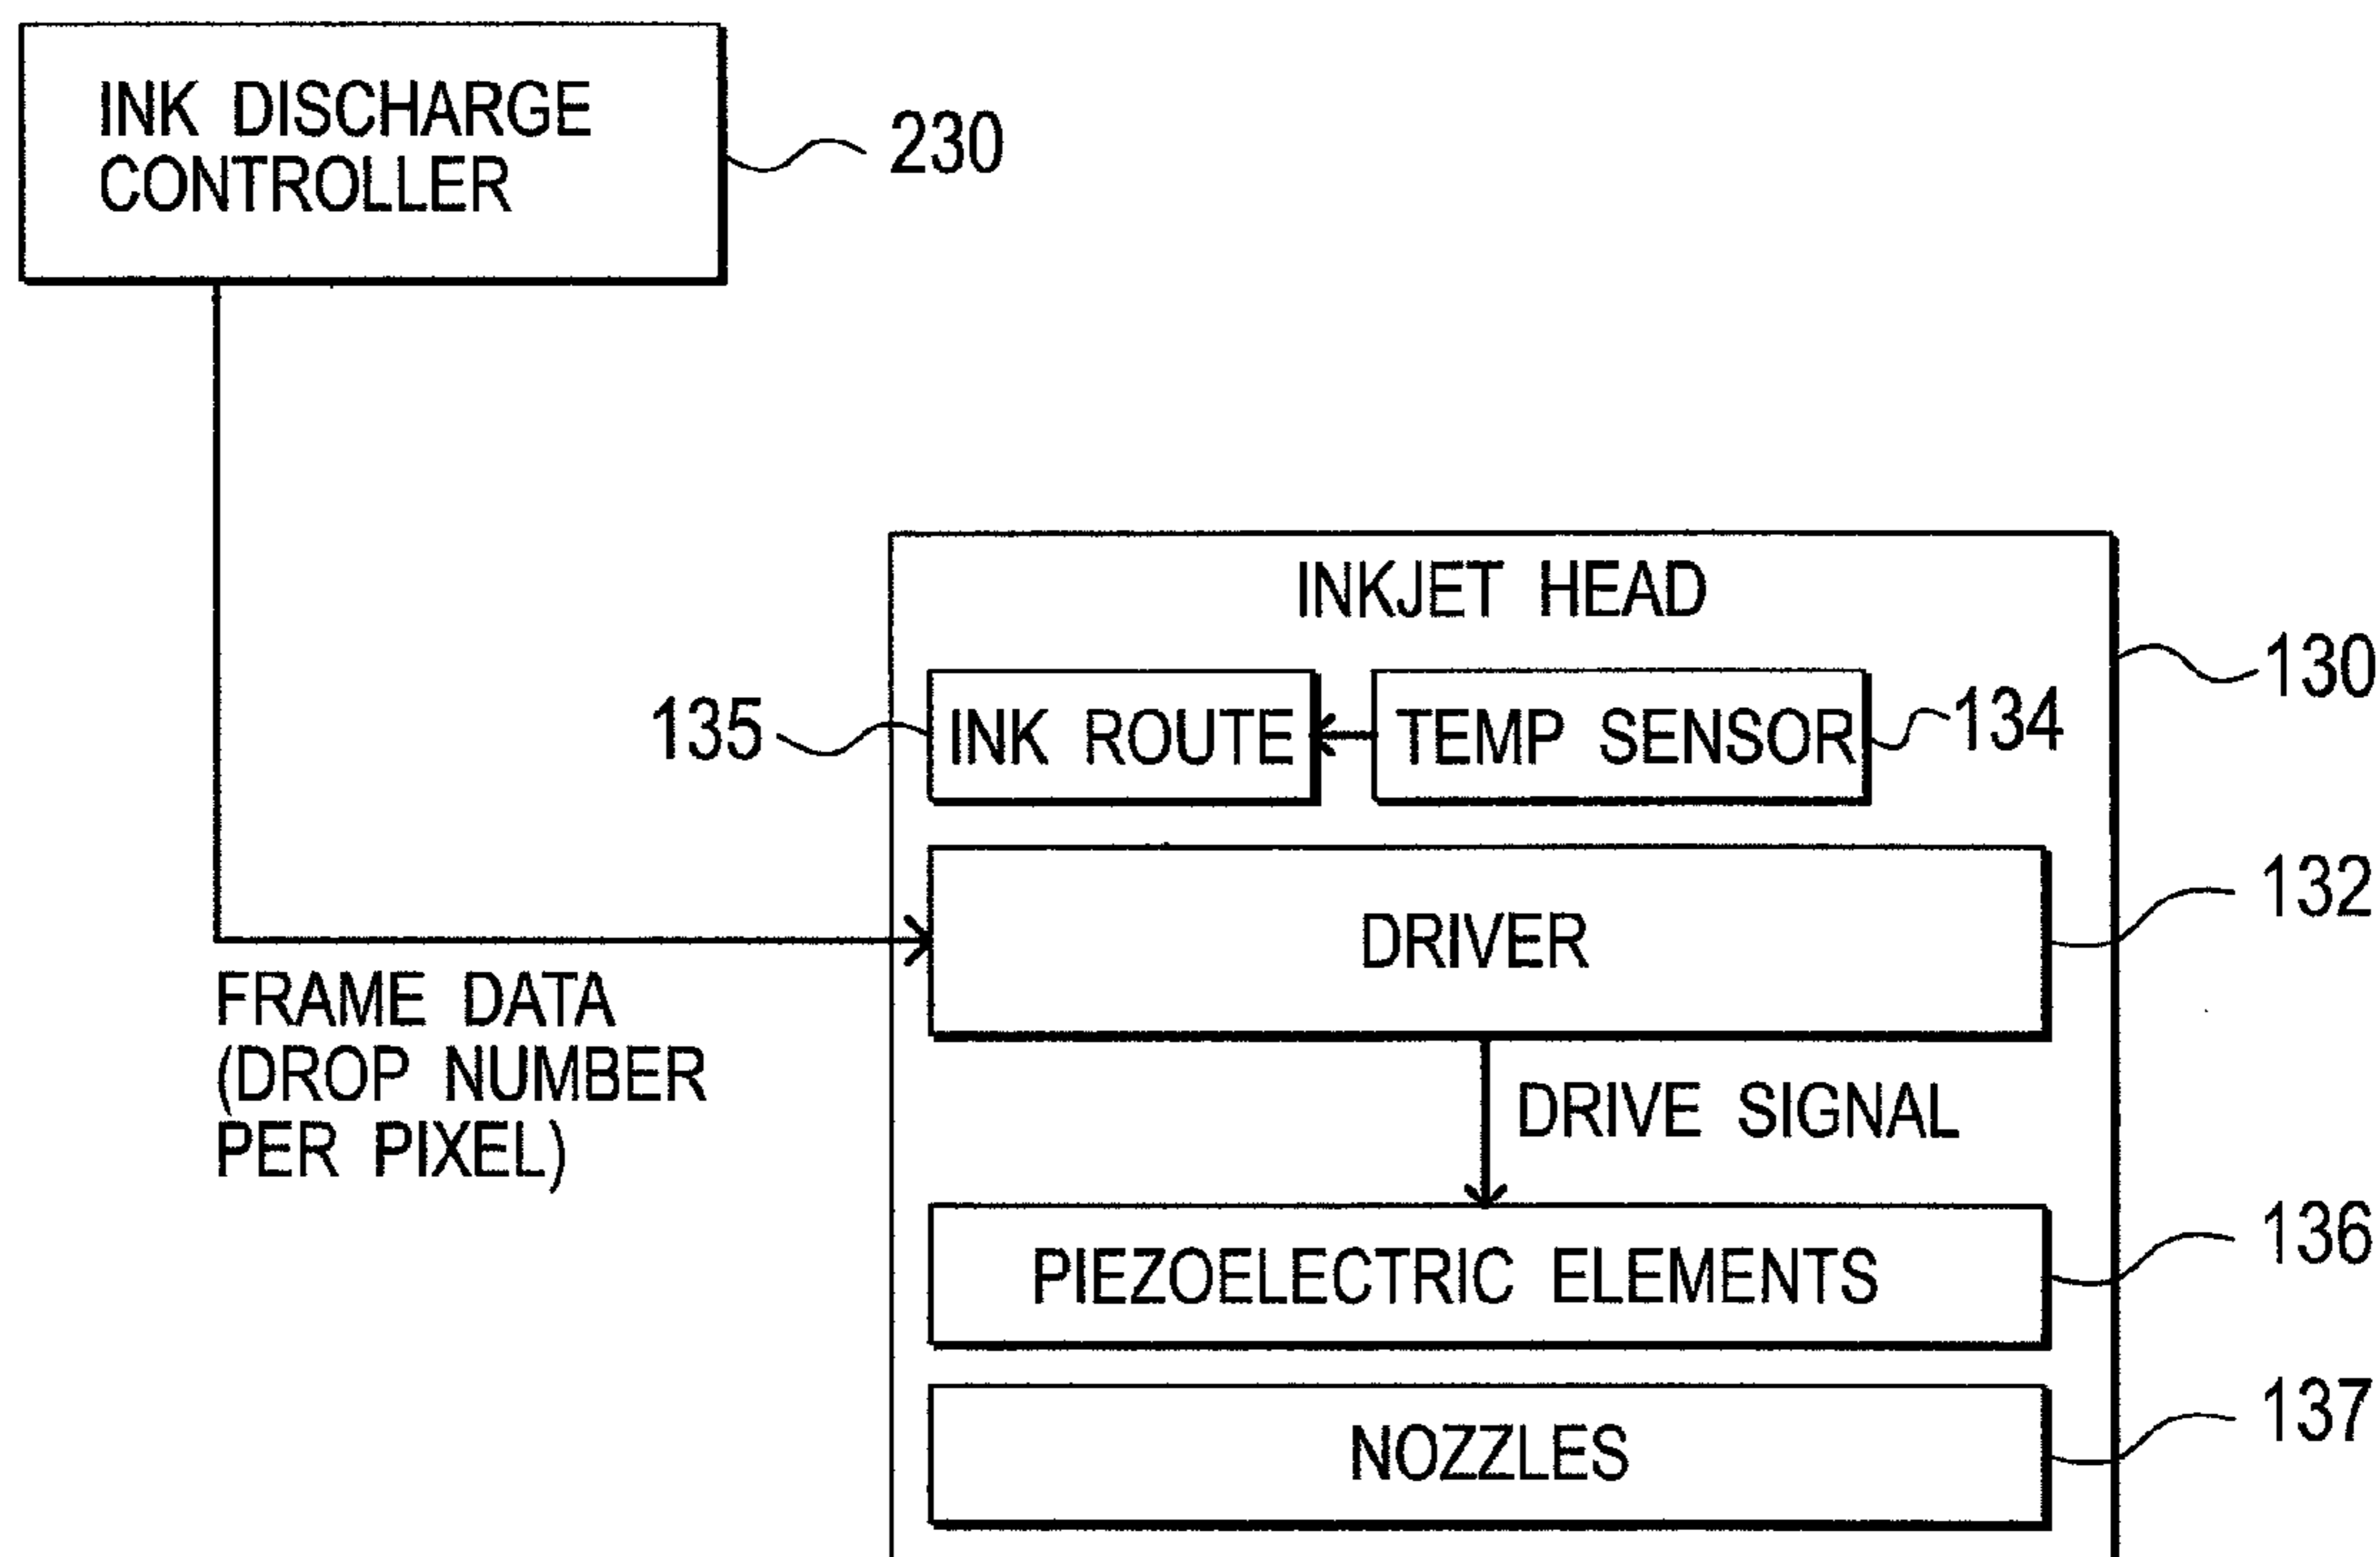 INK DISCHARGE
CONTROLLER
230
INKJET HEAD
130
135
INK ROUTE
TEMP SENSOR
134
DRIVER
132
FRAME DATA
(DROP NUMBER
PER PIXEL)
DRIVE SIGNAL
PIEZOELECTRIC ELEMENTS
136
NOZZLES
137